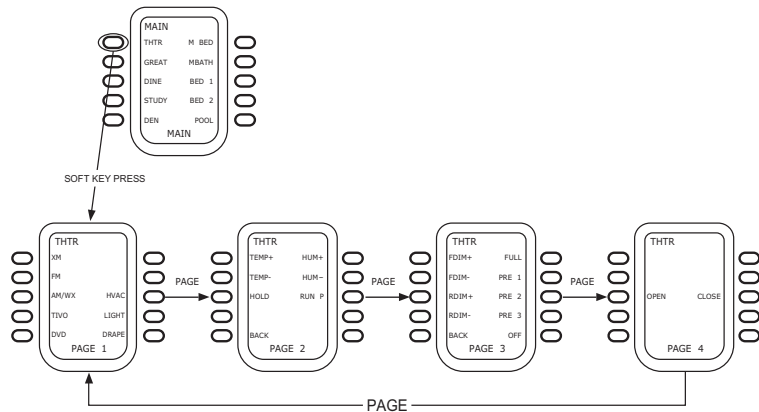 MAIN
THTR M BED
GREAT MBATH
DINE BED 1
STUDY BED 2
DEN POOL
MAIN
SOFT KEY PRESS
THTR
XM
FM
AM/WX HVAC
TIVO LIGHT
DVD DRAPE
PAGE 1
PAGE
THTR
TEMP+ HUM+
TEMP- HUM-
HOLD RUN P
BACK
PAGE 2
PAGE
THTR
FDIM+ FULL
FDIM- PRE 1
RDIM+ PRE 2
RDIM- PRE 3
BACK OFF
PAGE 3
PAGE
THTR
OPEN CLOSE
PAGE 4
PAGE